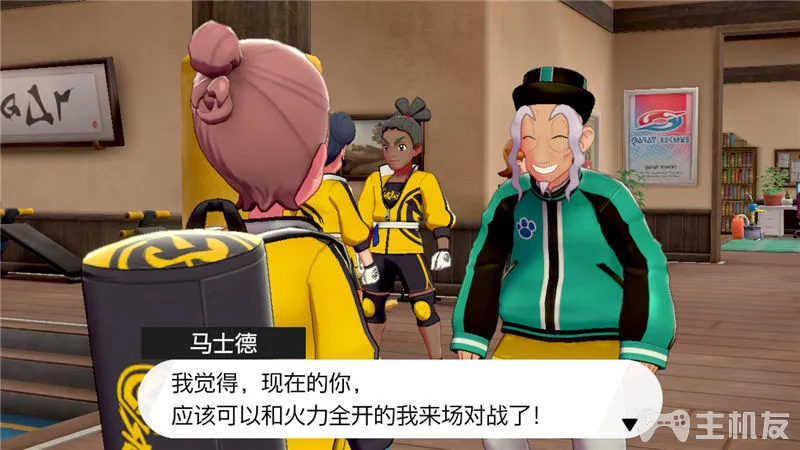 马士德
我觉得，现在的你，
应该可以和火力全开的我来场对战了！
主机友